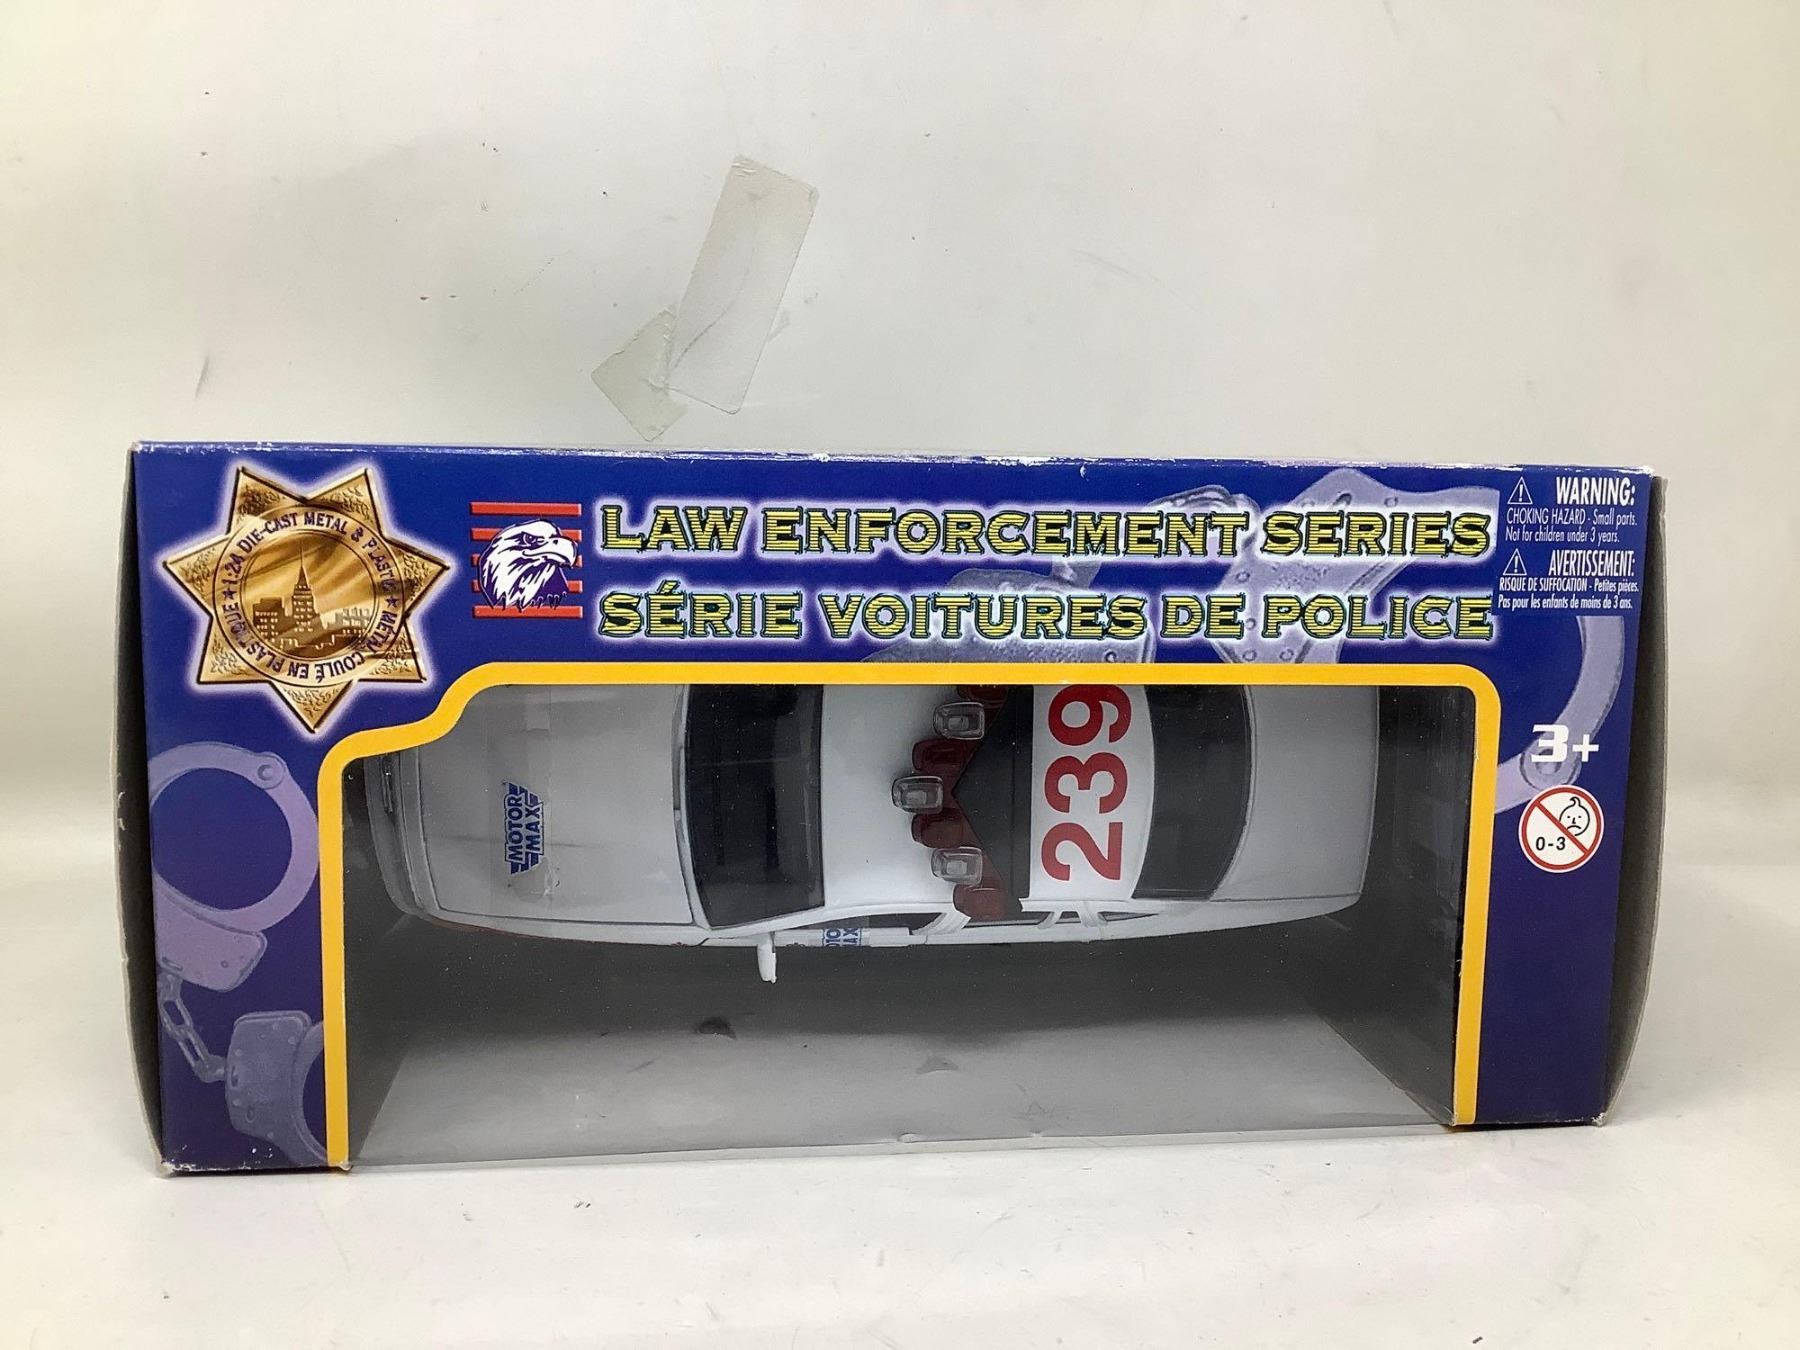 1:24 DIE-CAST METAL & PLASTIC
MÉTAL COULÉ EN PLASTIQUE
LAW ENFORCEMENT SERIES
SÉRIE VOITURES DE POLICE
WARNING:
CHOKING HAZARD - Small parts.
Not for children under 3 years.
AVERTISSEMENT:
RISQUE DE SUFFOCATION - Petites pièces.
Pas pour les enfants de moins de 3 ans.
3+
0-3
MOTOR
MAX
239